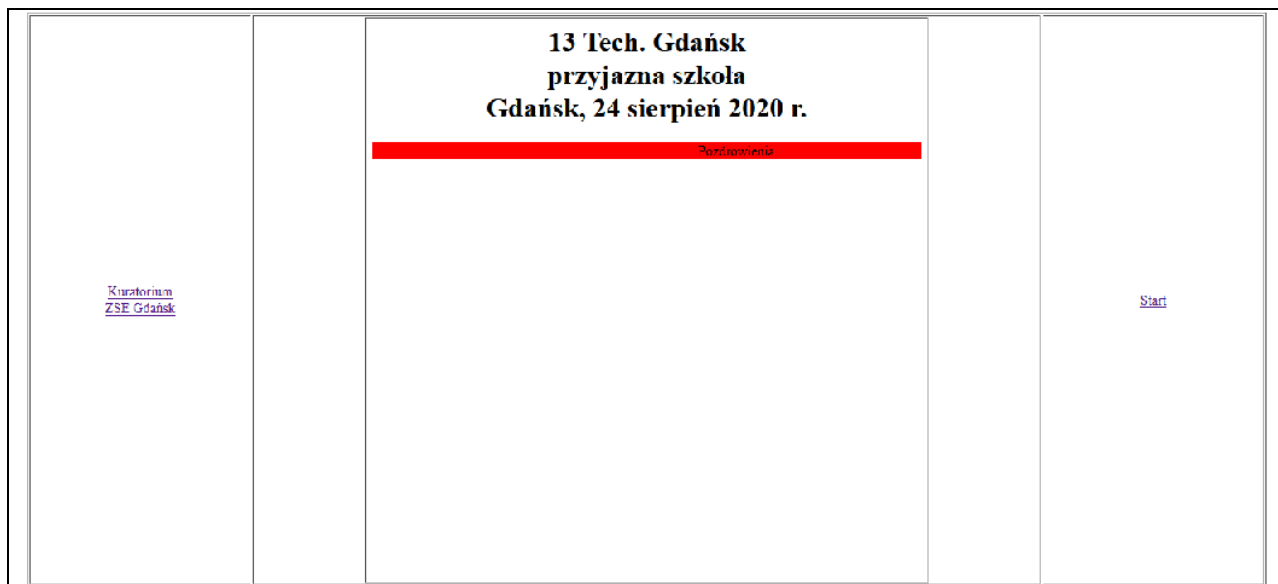 13 Tech. Gdańsk
przyjazna szkoła
Gdańsk, 24 sierpień 2020 r.
Pozdrowienia
Kuratorium
ZSE Gdańsk
Start